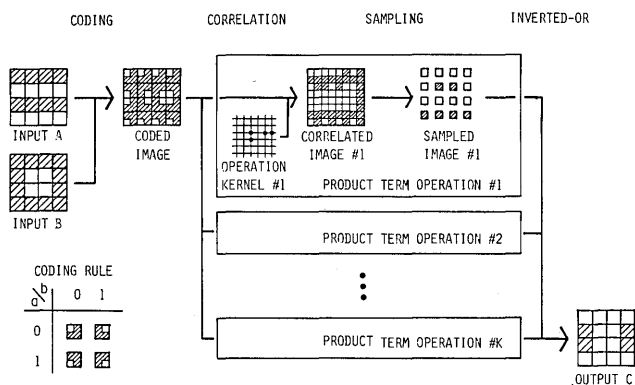 CODING
CORRELATION
SAMPLING
INVERTED-OR
INPUT A
CODED
IMAGE
OPERATION
KERNEL #1
CORRELATED
IMAGE #1
SAMPLED
IMAGE #1
PRODUCT TERM OPERATION #1
INPUT B
PRODUCT TERM OPERATION #2
CODING RULE
a/b 0 1
0
1
PRODUCT TERM OPERATION #K
OUTPUT C